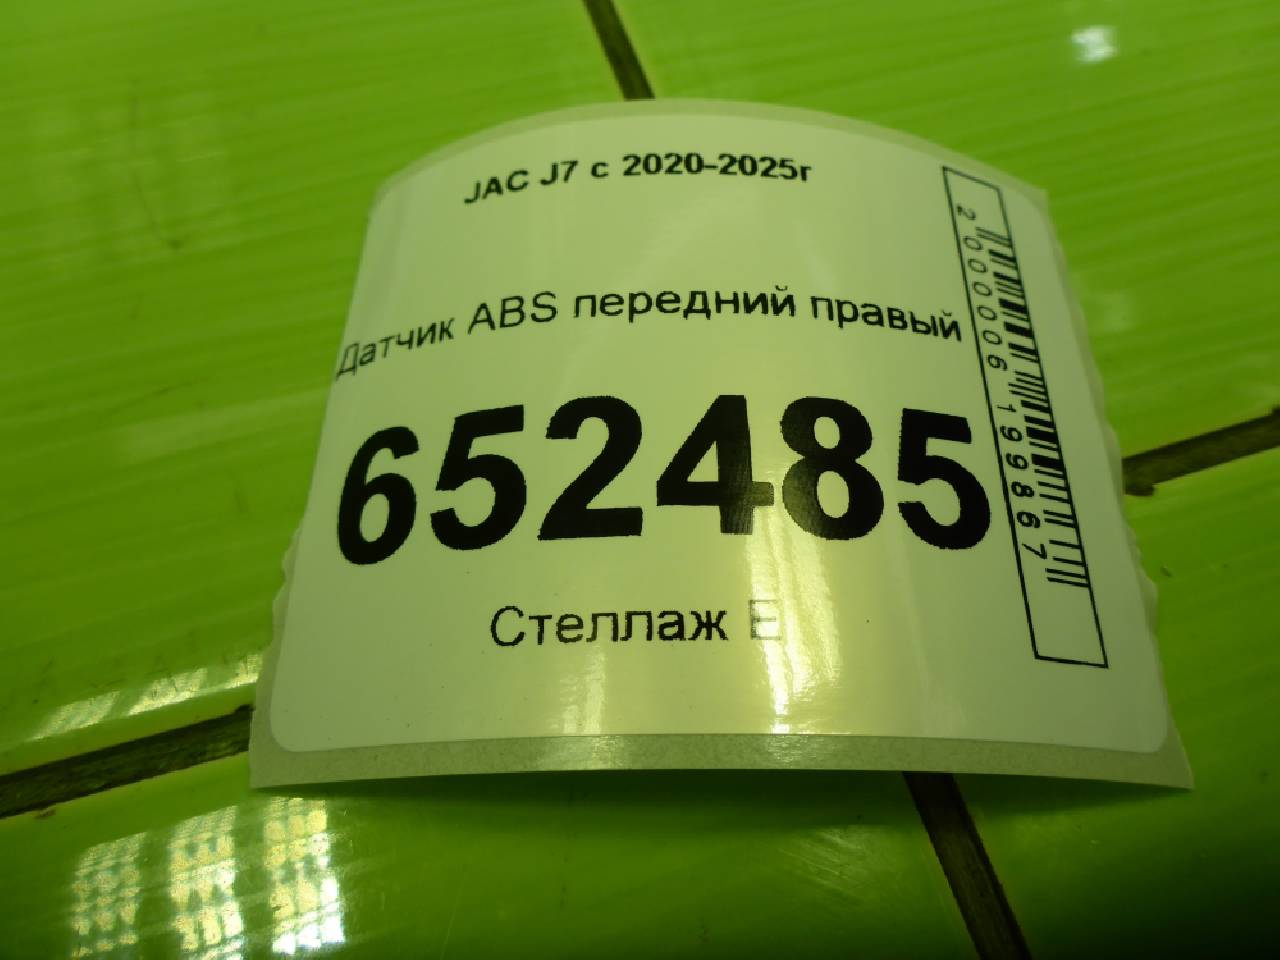 JAC J7 с 2020-2025г
Датчик ABS передний правый
652485
Стеллаж E
2000006199867